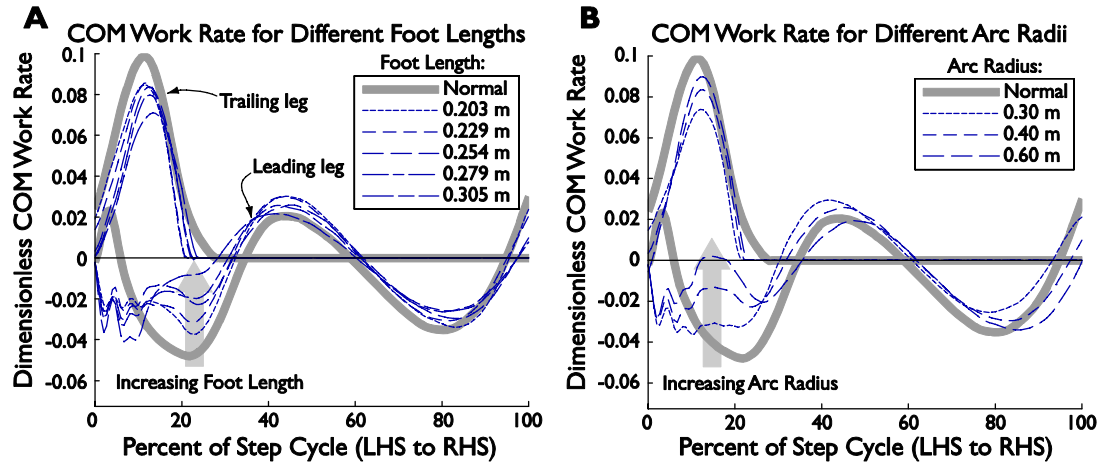 A
COM Work Rate for Different Foot Lengths
Dimensionless COM Work Rate
0.1
0.08
0.06
0.04
0.02
0
-0.02
-0.04
-0.06
Foot Length:
Normal
0.203 m
0.229 m
0.254 m
0.279 m
0.305 m
Trailing leg
Leading leg
Increasing Foot Length
0 20 40 60 80 100
Percent of Step Cycle (LHS to RHS)
B
COM Work Rate for Different Arc Radii
Dimensionless COM Work Rate
0.1
0.08
0.06
0.04
0.02
0
-0.02
-0.04
-0.06
Arc Radius:
Normal
0.30 m
0.40 m
0.60 m
Increasing Arc Radius
0 20 40 60 80 100
Percent of Step Cycle (LHS to RHS)